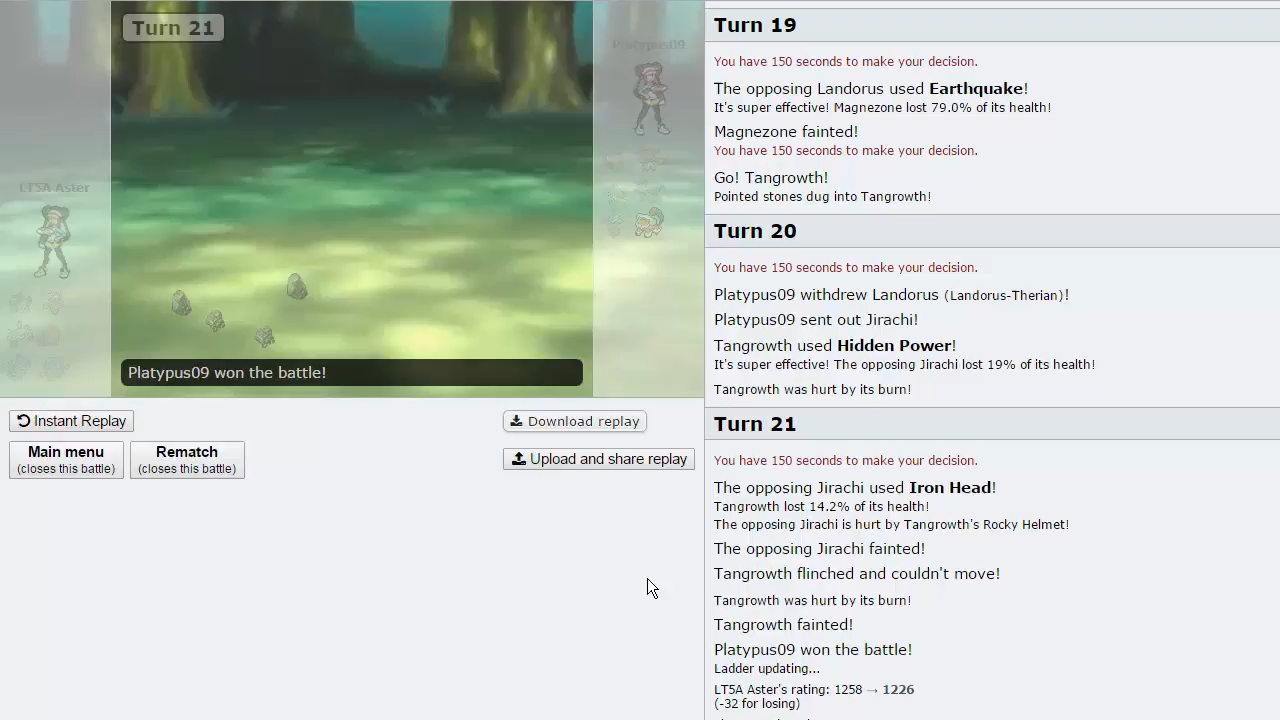 Turn 21
Platypus09
LT5A Aster
Platypus09 won the battle!
Instant Replay
Download replay
Main menu
(closes this battle)
Rematch
(closes this battle)
Upload and share replay
Turn 19
You have 150 seconds to make your decision.
The opposing Landorus used Earthquake!
It's super effective! Magnezone lost 79.0% of its health!
Magnezone fainted!
You have 150 seconds to make your decision.
Go! Tangrowth!
Pointed stones dug into Tangrowth!
Turn 20
You have 150 seconds to make your decision.
Platypus09 withdrew Landorus (Landorus-Therian)!
Platypus09 sent out Jirachi!
Tangrowth used Hidden Power!
It's super effective! The opposing Jirachi lost 19% of its health!
Tangrowth was hurt by its burn!
Turn 21
You have 150 seconds to make your decision.
The opposing Jirachi used Iron Head!
Tangrowth lost 14.2% of its health!
The opposing Jirachi is hurt by Tangrowth's Rocky Helmet!
The opposing Jirachi fainted!
Tangrowth flinched and couldn't move!
Tangrowth was hurt by its burn!
Tangrowth fainted!
Platypus09 won the battle!
Ladder updating...
LT5A Aster's rating: 1258 → 1226
(-32 for losing)